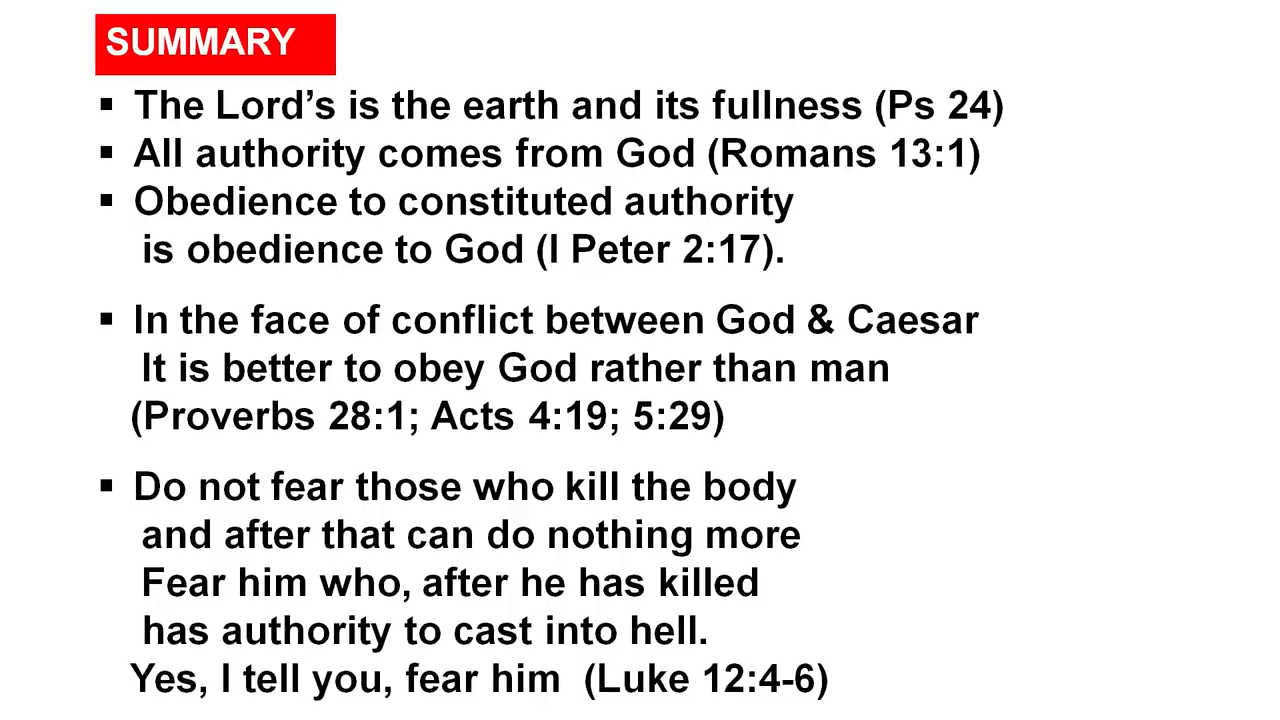 SUMMARY
▪ The Lord’s is the earth and its fullness (Ps 24)
▪ All authority comes from God (Romans 13:1)
▪ Obedience to constituted authority
is obedience to God (I Peter 2:17).
▪ In the face of conflict between God & Caesar
It is better to obey God rather than man
(Proverbs 28:1; Acts 4:19; 5:29)
▪ Do not fear those who kill the body
and after that can do nothing more
Fear him who, after he has killed
has authority to cast into hell.
Yes, I tell you, fear him (Luke 12:4-6)